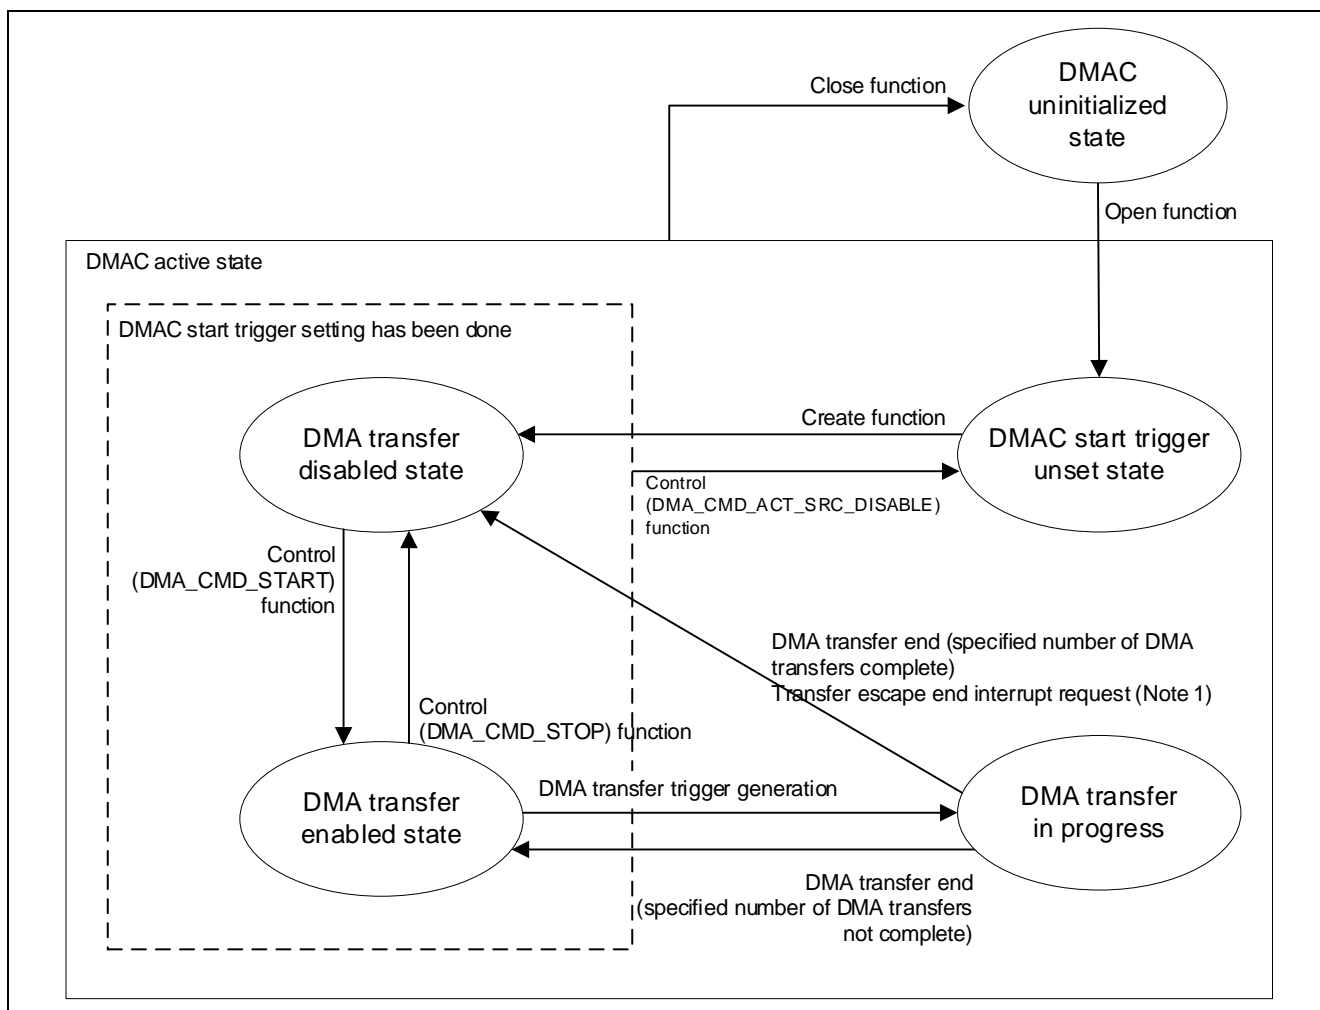 DMAC
uninitialized
state
Close function
Open function
DMAC active state
DMAC start trigger setting has been done
DMA transfer
disabled state
Create function
DMAC start trigger
unset state
Control
(DMA_CMD_ACT_SRC_DISABLE)
function
Control
(DMA_CMD_START)
function
DMA transfer end (specified number of DMA
transfers complete)
Transfer escape end interrupt request (Note 1)
Control
(DMA_CMD_STOP) function
DMA transfer
enabled state
DMA transfer trigger generation
DMA transfer
in progress
DMA transfer end
(specified number of DMA transfers
not complete)